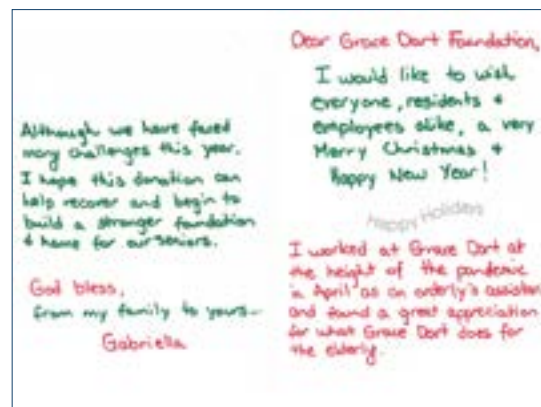 Dear Grace Dart Foundation,
I would like to wish
everyone, residents +
employees alike, a very
Merry Christmas +
Happy New Year!
Happy Holidays
I worked at Grace Dart at
the height of the pandemic
in April as an orderly's assistant
and found a great appreciation
for what Grace Dart does for
the elderly.
Although we have faced
many challenges this year.
I hope this donation can
help recover and begin to
build a stronger foundation
+ home for our seniors.
God bless,
from my family to yours...
Gabriella